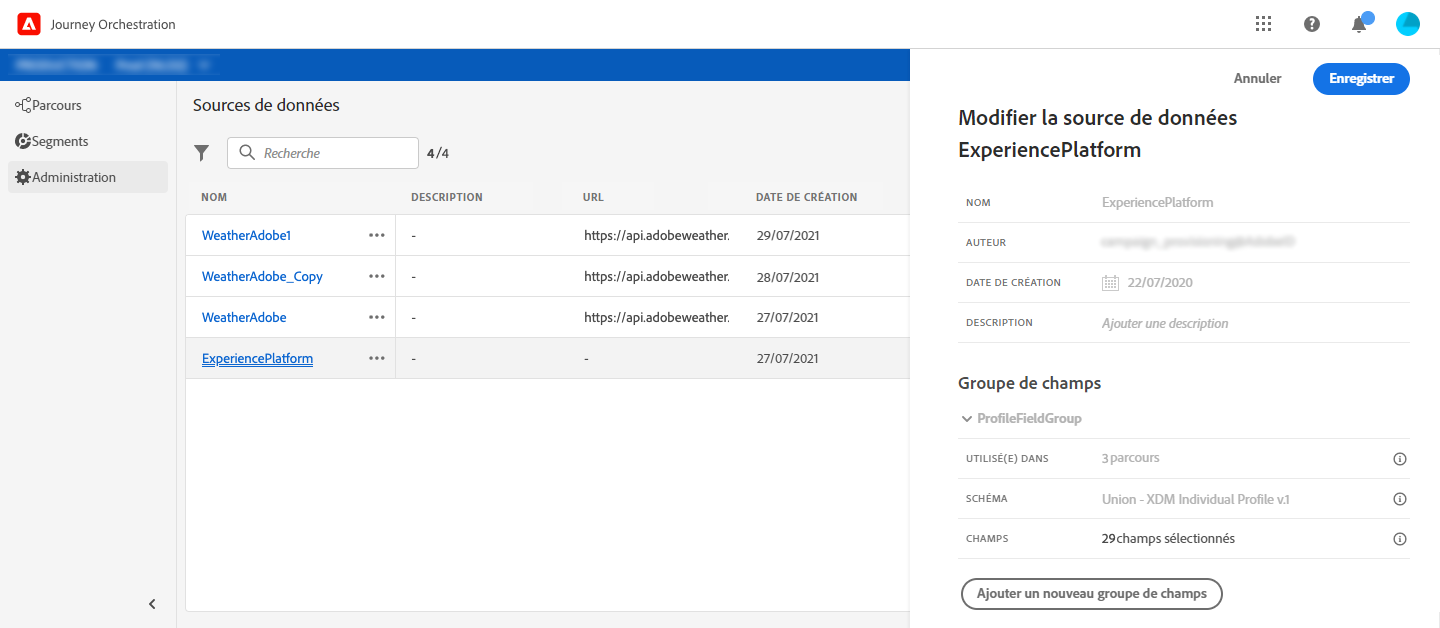 Journey Orchestration
Parcours
Segments
Administration
Sources de données
Recherche
4/4
NOM DESCRIPTION URL DATE DE CRÉATION
WeatherAdobe1 ••• - https://api.adobeweather. 29/07/2021
WeatherAdobe_Copy ••• - https://api.adobeweather. 28/07/2021
WeatherAdobe ••• - https://api.adobeweather. 27/07/2021
ExperiencePlatform ••• - - 27/07/2021
Annuler Enregistrer
Modifier la source de données
ExperiencePlatform
NOM ExperiencePlatform
AUTEUR
DATE DE CRÉATION 22/07/2020
DESCRIPTION Ajouter une description
Groupe de champs
ProfileFieldGroup
UTILISÉ(E) DANS 3 parcours
SCHÉMA Union - XDM Individual Profile v.1
CHAMPS 29 champs sélectionnés
Ajouter un nouveau groupe de champs